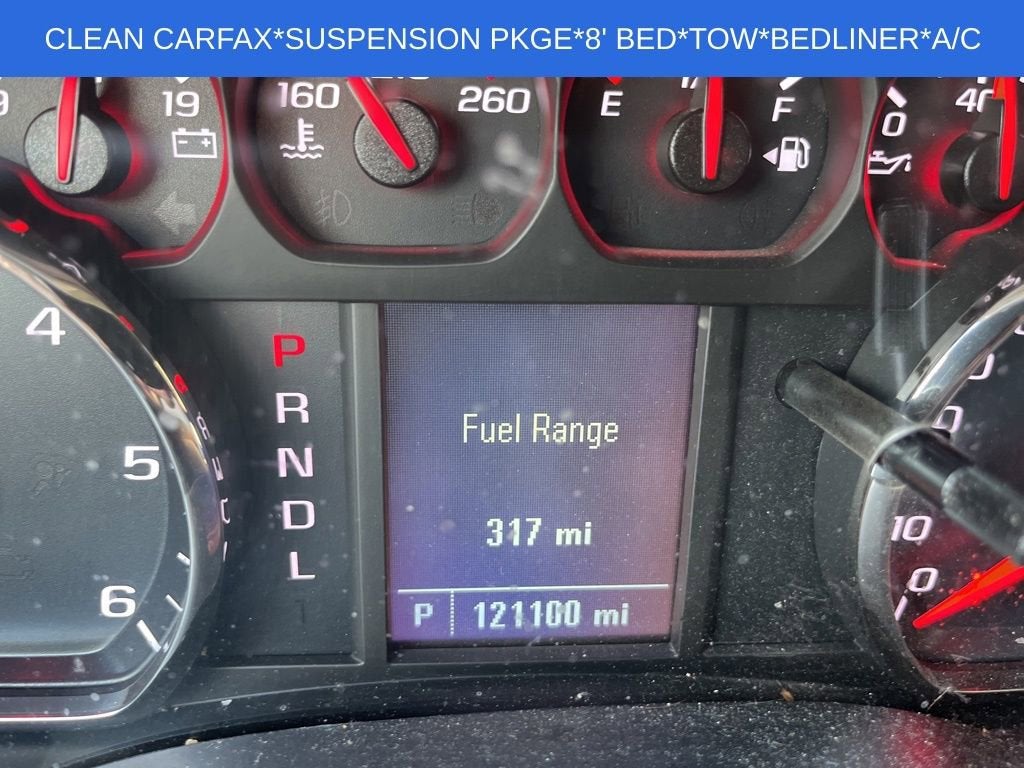 CLEAN CARFAX*SUSPENSION PKGE*8' BED*TOW*BEDLINER*A/C
19
160
260
E
F
0
40
4
P
R
Fuel Range
N
5
317 mi
D
10
L
0
6
P 121100 mi